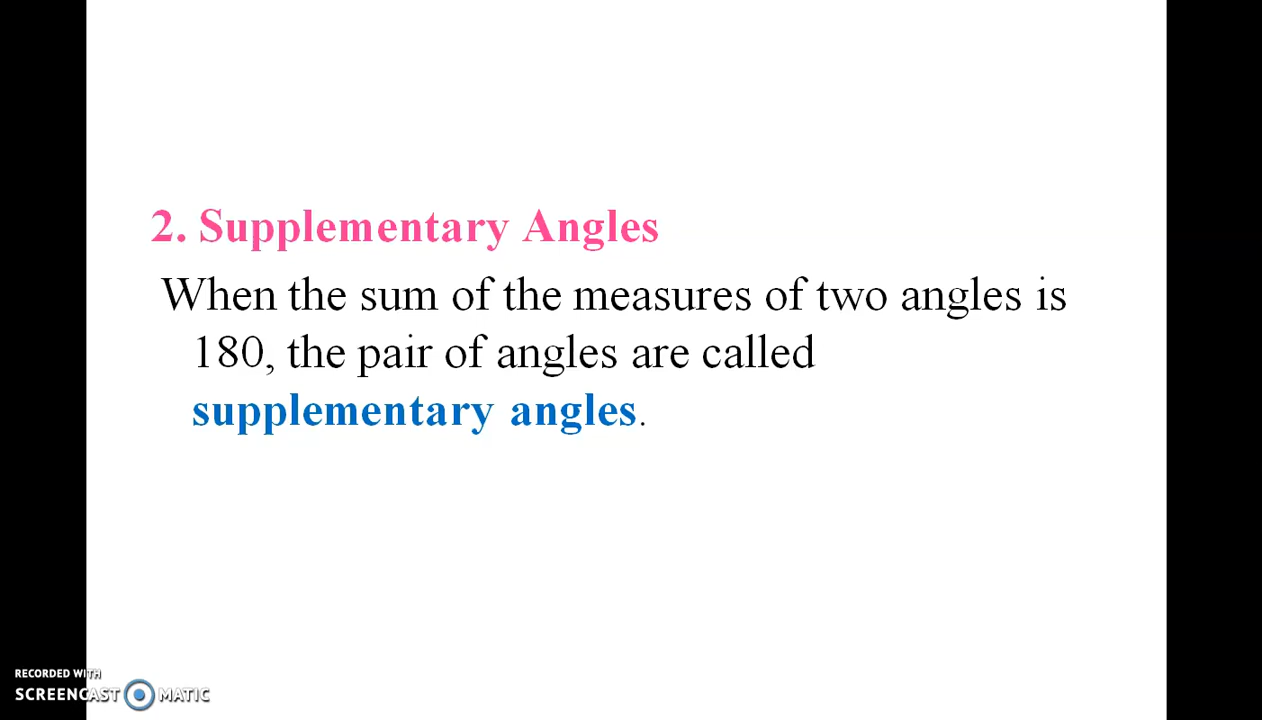 2. Supplementary Angles
When the sum of the measures of two angles is
180, the pair of angles are called
supplementary angles.
RECORDED WITH
SCREENCAST MATIC